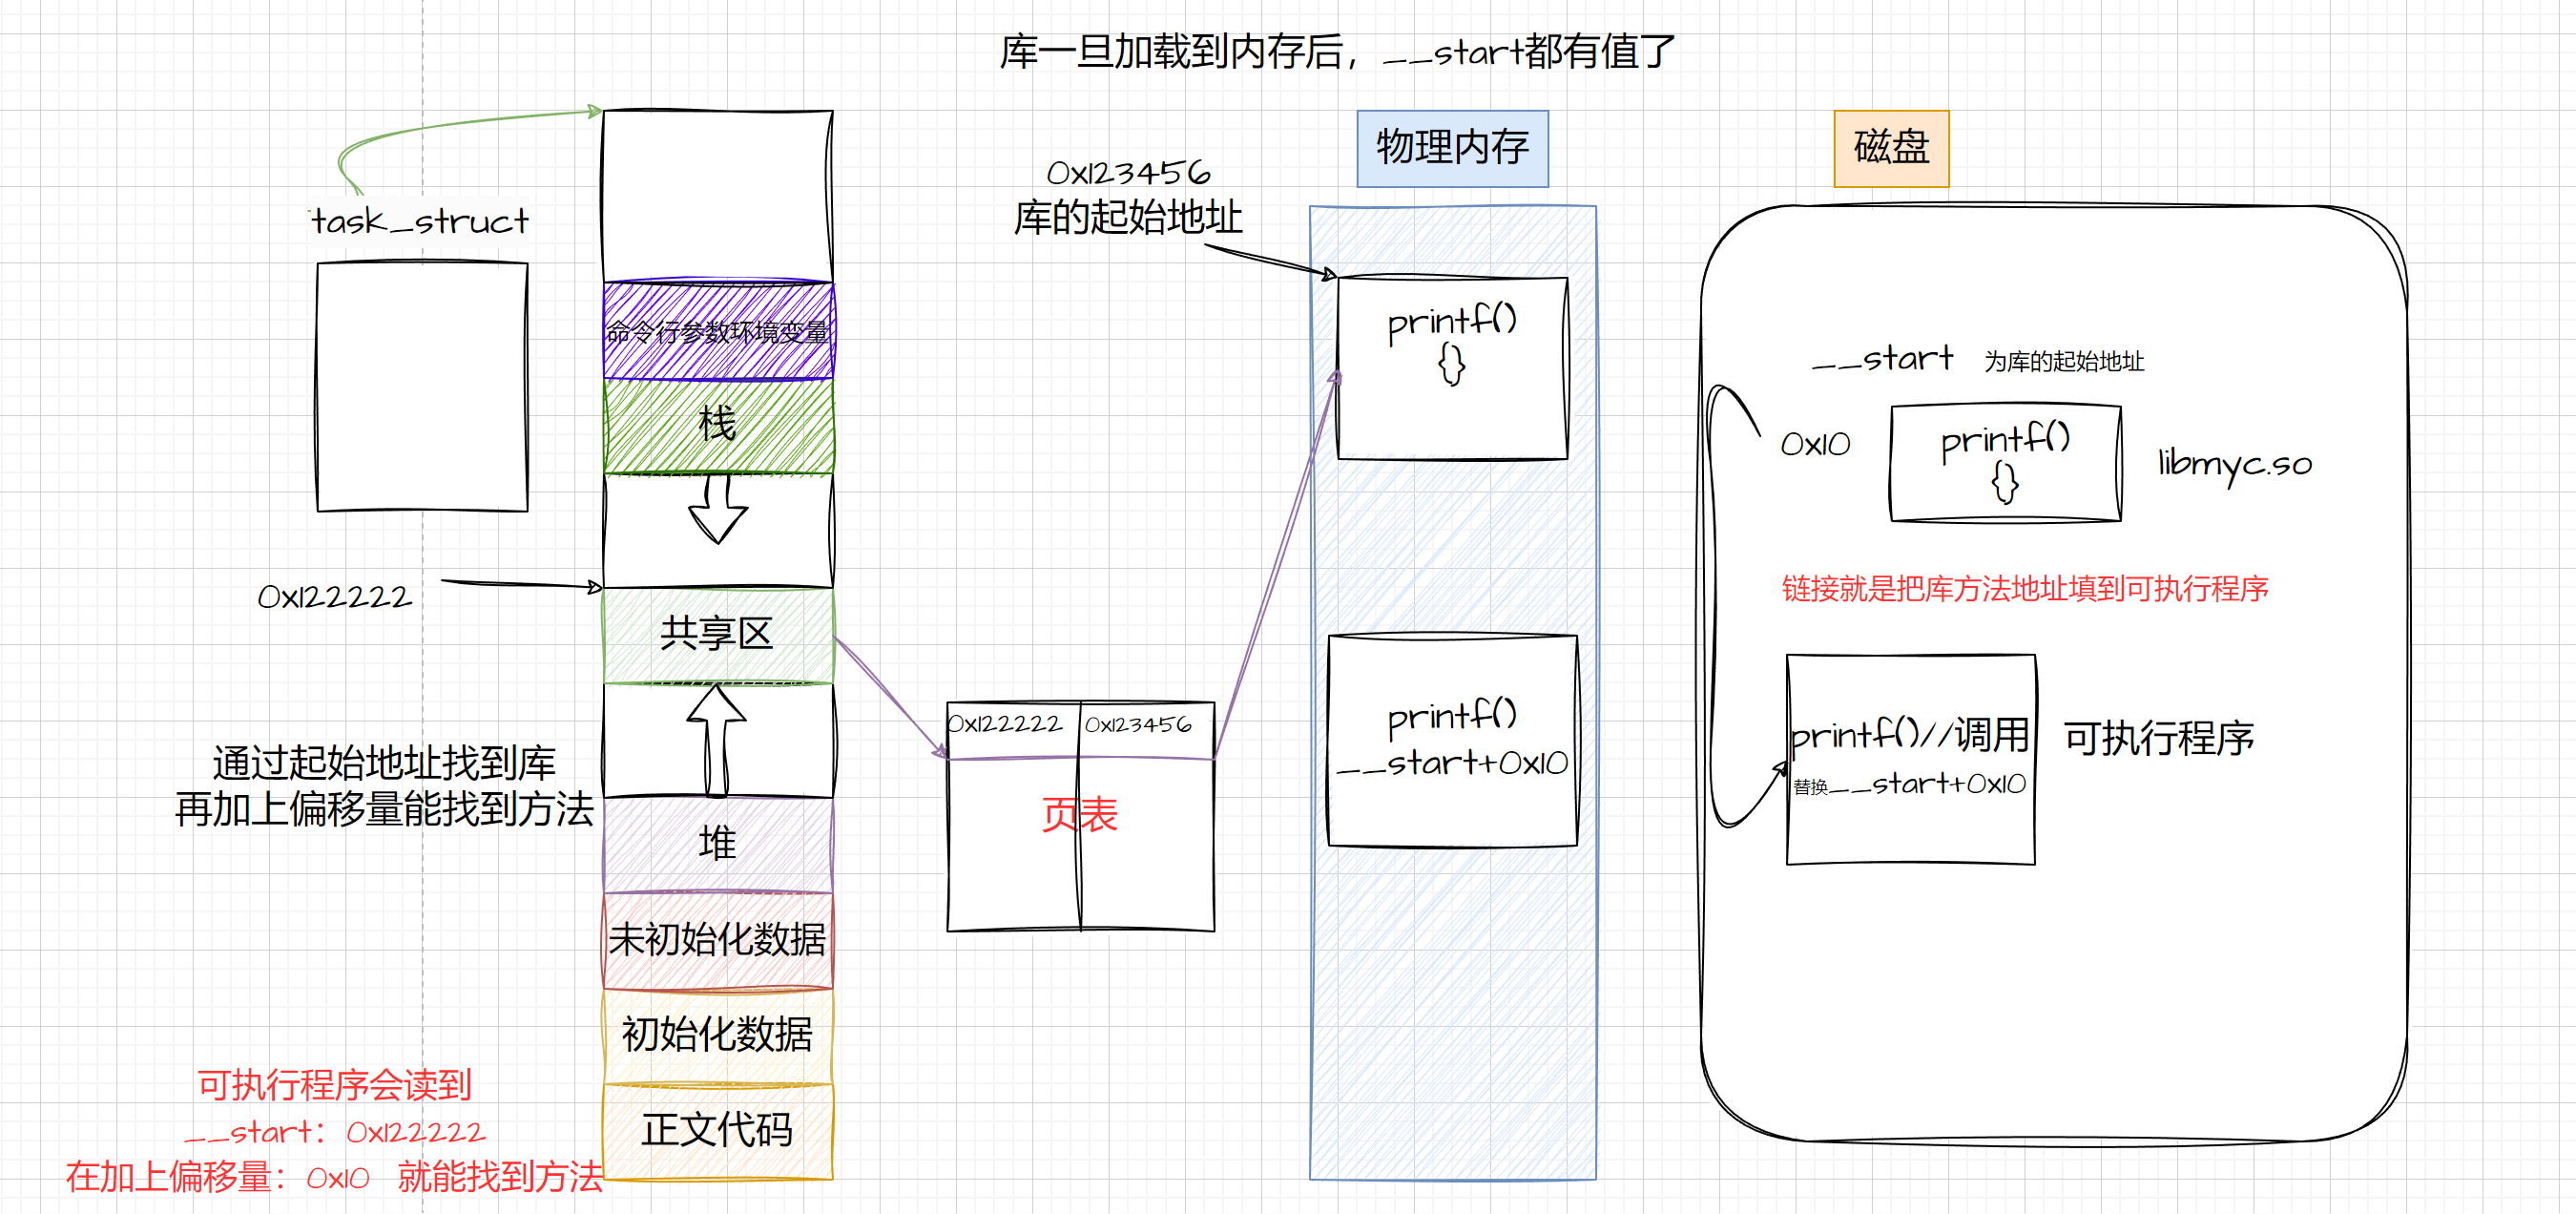 库一旦加载到内存后，__start都有值了
物理内存
磁盘
0x123456
库的起始地址
task_struct
printf()
{}
命令行参数环境变量
__start 为库的起始地址
栈
0x10
printf()
{}
libmyc.so
0x122222
链接就是把库方法地址填到可执行程序
共享区
0x122222
0x123456
页表
printf()
__start+0x10
printf()//调用
替换__start+0x10
可执行程序
通过起始地址找到库
再加上偏移量能找到方法
堆
未初始化数据
初始化数据
正文代码
可执行程序会读到
__start：0x122222
在加上偏移量：0x10 就能找到方法